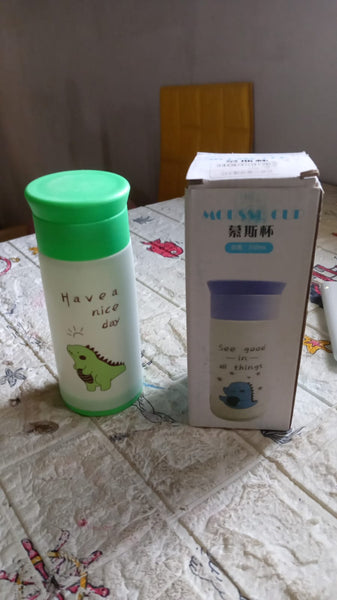 Have a
nice
day
MOUSSE CUP
慕斯杯
See good
in
all things